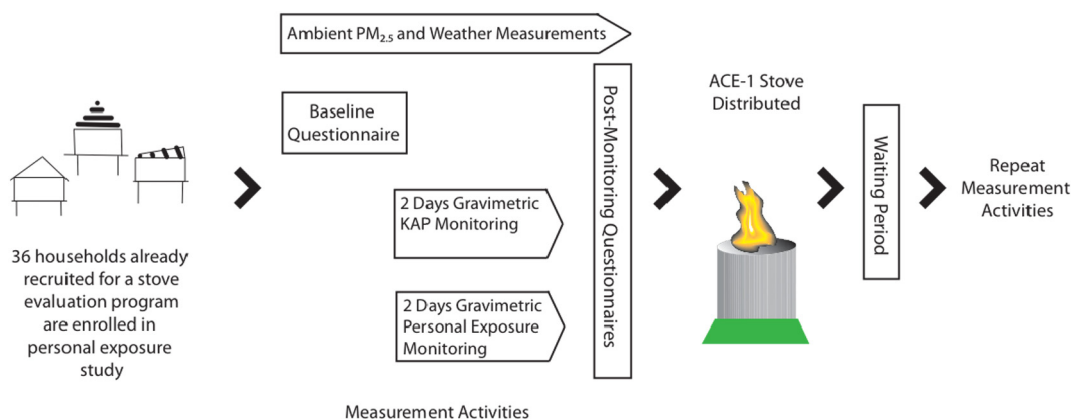 36 households already
recruited for a stove
evaluation program
are enrolled in
personal exposure
study
Ambient PM₂.₅ and Weather Measurements
Baseline
Questionnaire
2 Days Gravimetric
KAP Monitoring
2 Days Gravimetric
Personal Exposure
Monitoring
Measurement Activities
Post-Monitoring Questionnaires
ACE-1 Stove
Distributed
Waiting Period
Repeat
Measurement
Activities